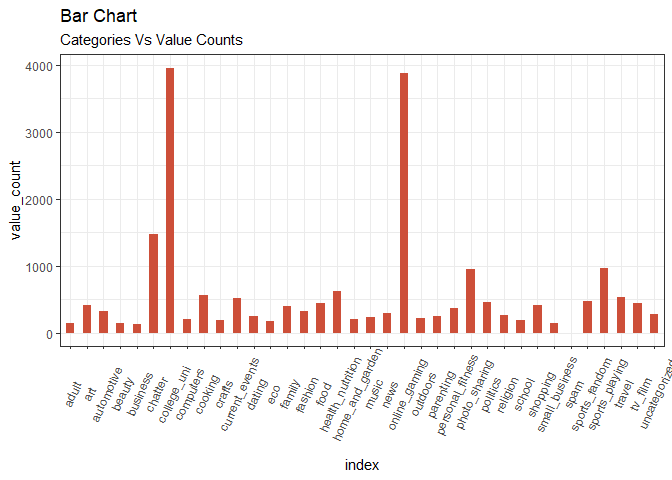 Bar Chart
Categories Vs Value Counts
4000
3000
2000
1000
0
value_count
adult
art
automotive
beauty
business
chatter
college_uni
computers
cooking
crafts
current_events
dating
eco
family
fashion
food
health_nutrition
home_and_garden
music
news
online_gaming
outdoors
parenting
personal_fitness
photo_sharing
politics
religion
school
shopping
small_business
spam
sports_fandom
sports_playing
travel
tv_film
uncategorized
index